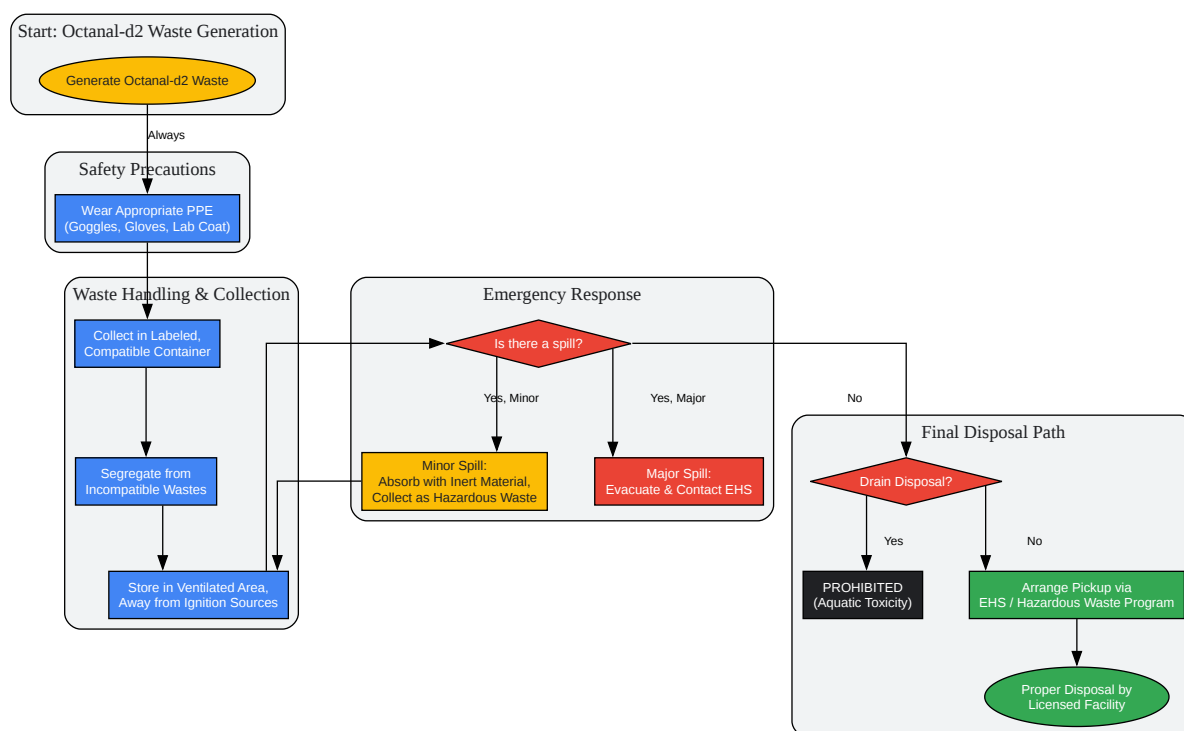 Start: Octanal-d2 Waste Generation
Generate Octanal-d2 Waste
Always
Safety Precautions
Wear Appropriate PPE
(Goggles, Gloves, Lab Coat)
Waste Handling & Collection
Collect in Labeled,
Compatible Container
Segregate from
Incompatible Wastes
Store in Ventilated Area,
Away from Ignition Sources
Emergency Response
Is there a spill?
Yes, Minor
Yes, Major
No
Minor Spill:
Absorb with Inert Material,
Collect as Hazardous Waste
Major Spill:
Evacuate & Contact EHS
Final Disposal Path
Drain Disposal?
Yes
No
PROHIBITED
(Aquatic Toxicity)
Arrange Pickup via
EHS / Hazardous Waste Program
Proper Disposal by
Licensed Facility